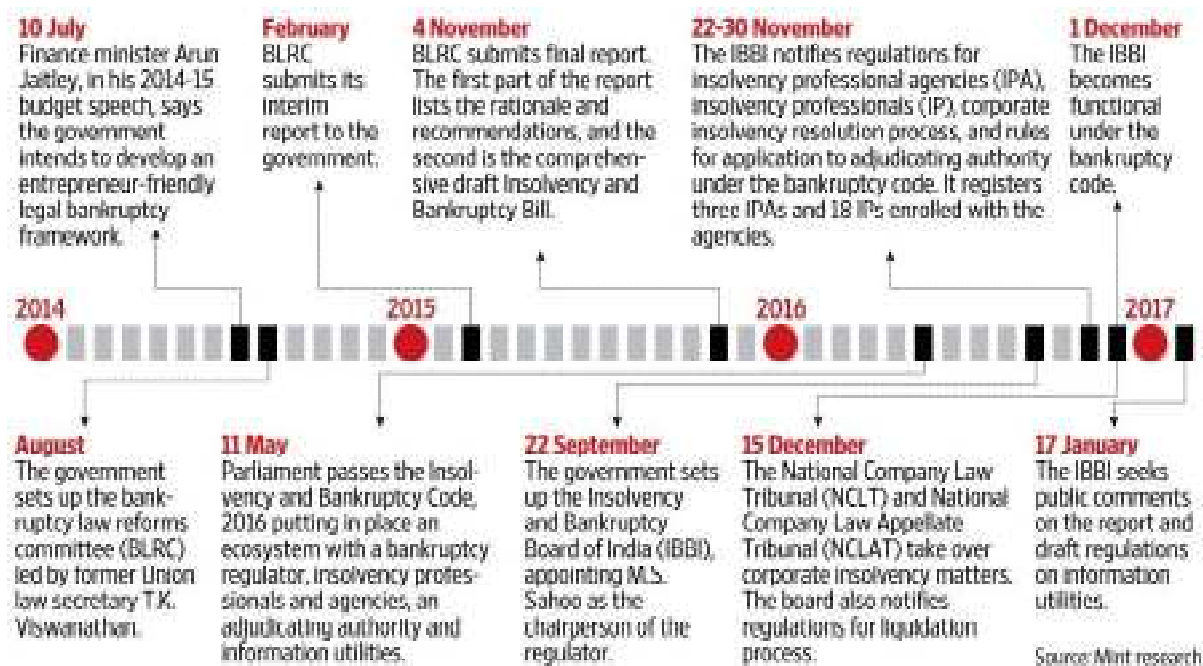 10 July
Finance minister Arun
Jaitley, in his 2014-15
budget speech, says
the government
intends to develop an
entrepreneur-friendly
legal bankruptcy
framework.
February
BLRC
submits its
interim
report to the
government.
4 November
BLRC submits final report.
The first part of the report
lists the rationale and
recommendations, and the
second is the comprehen-
sive draft Insolvency and
Bankruptcy Bill.
22-30 November
The IBBI notifies regulations for
insolvency professional agencies (IPA),
insolvency professionals (IP), corporate
insolvency resolution process, and rules
for application to adjudicating authority
under the bankruptcy code. It registers
three IPAs and 18 IPs enrolled with the
agencies.
1 December
The IBBI
becomes
functional
under the
bankruptcy
code.
2014
2015
2016
2017
August
The government
sets up the bank-
ruptcy law reforms
committee (BLRC)
led by former Union
law secretary T.K.
Viswanathan.
11 May
Parliament passes the Insol-
vency and Bankruptcy Code,
2016 putting in place an
ecosystem with a bankruptcy
regulator, insolvency profes-
sionals and agencies, an
adjudicating authority and
information utilities.
22 September
The government sets
up the Insolvency
and Bankruptcy
Board of India (IBBI),
appointing M.S.
Sahoo as the
chairperson of the
regulator.
15 December
The National Company Law
Tribunal (NCLT) and National
Company Law Appellate
Tribunal (NCLAT) take over
corporate insolvency matters.
The board also notifies
regulations for liquidation
process.
17 January
The IBBI seeks
public comments
on the report and
draft regulations
on information
utilities.
Source: Mint research